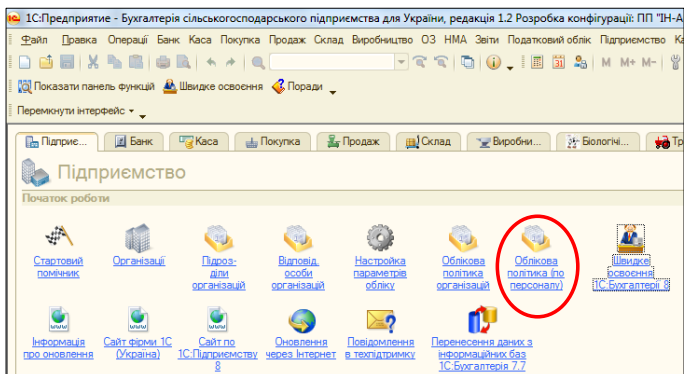 1С:Предприятие - Бухгалтерія сільськогосподарського підприємства для України, редакція 1.2 Розробка конфігурації: ПП "ІН-А
Файл Правка Операції Банк Каса Покупка Продаж Склад Виробництво ОЗ НМА Звіти Податковий облік Підприємство Ка
M M+ M-
Показати панель функцій Швидке освоєння Поради
Перемкнути інтерфейс
Підприє... Банк Каса Покупка Продаж Склад Виробни... Біологічі... Тр
Підприємство
Початок роботи
Стартовий помічник
Організації
Підроз-
діли
організацій
Відповід.
особи
організацій
Настройка
параметрів
обліку
Облікова
політика
організацій
Облікова
політика (по
персоналу)
Швидке
освоєння
1С:Бухгалтерії 8
Інформація
про оновлення
Сайт фірми 1С
(Україна)
Сайт по
1С:Підприємству
8
Оновлення
через Інтернет
Повідомлення
в техпідтримку
Перенесення даних з
інформаційних баз
1С:Бухгалтерія 7.7